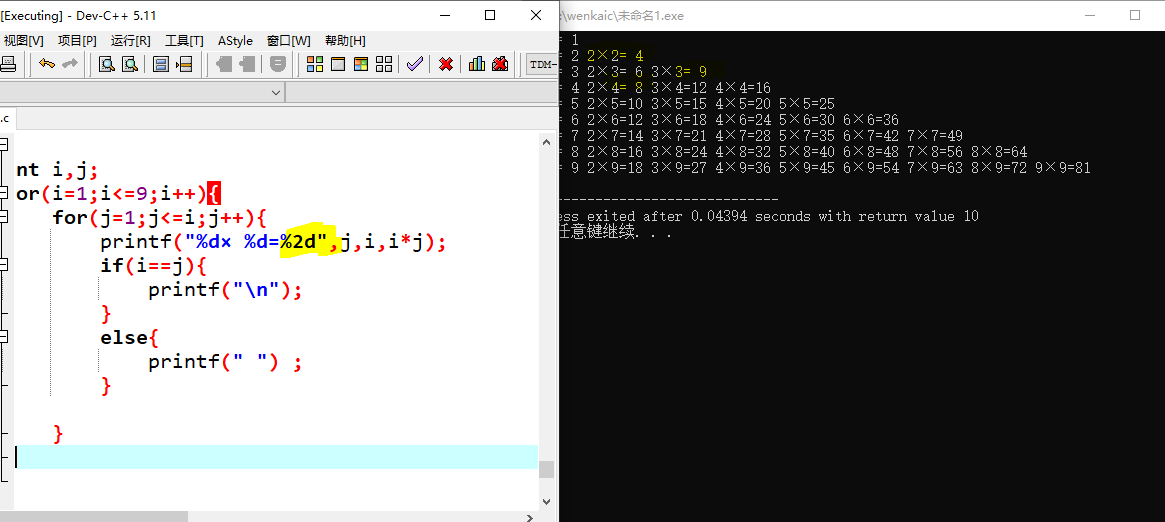 [Executing] - Dev-C++ 5.11
视图[V] 项目[P] 运行[R] 工具[T] AStyle 窗口[W] 帮助[H]
TDM-
.c
nt i,j;
or(i=1;i<=9;i++){
for(j=1;j<=i;j++){
printf("%d× %d=%2d",j,i,i*j);
if(i==j){
printf("\n");
}
else{
printf(" ") ;
}
}
\wenkaic\未命名1.exe
= 1
= 2 2×2= 4
= 3 2×3= 6 3×3= 9
= 4 2×4= 8 3×4=12 4×4=16
= 5 2×5=10 3×5=15 4×5=20 5×5=25
= 6 2×6=12 3×6=18 4×6=24 5×6=30 6×6=36
= 7 2×7=14 3×7=21 4×7=28 5×7=35 6×7=42 7×7=49
= 8 2×8=16 3×8=24 4×8=32 5×8=40 6×8=48 7×8=56 8×8=64
= 9 2×9=18 3×9=27 4×9=36 5×9=45 6×9=54 7×9=63 8×9=72 9×9=81
----------------------------
ess exited after 0.04394 seconds with return value 10
任意键继续. . .